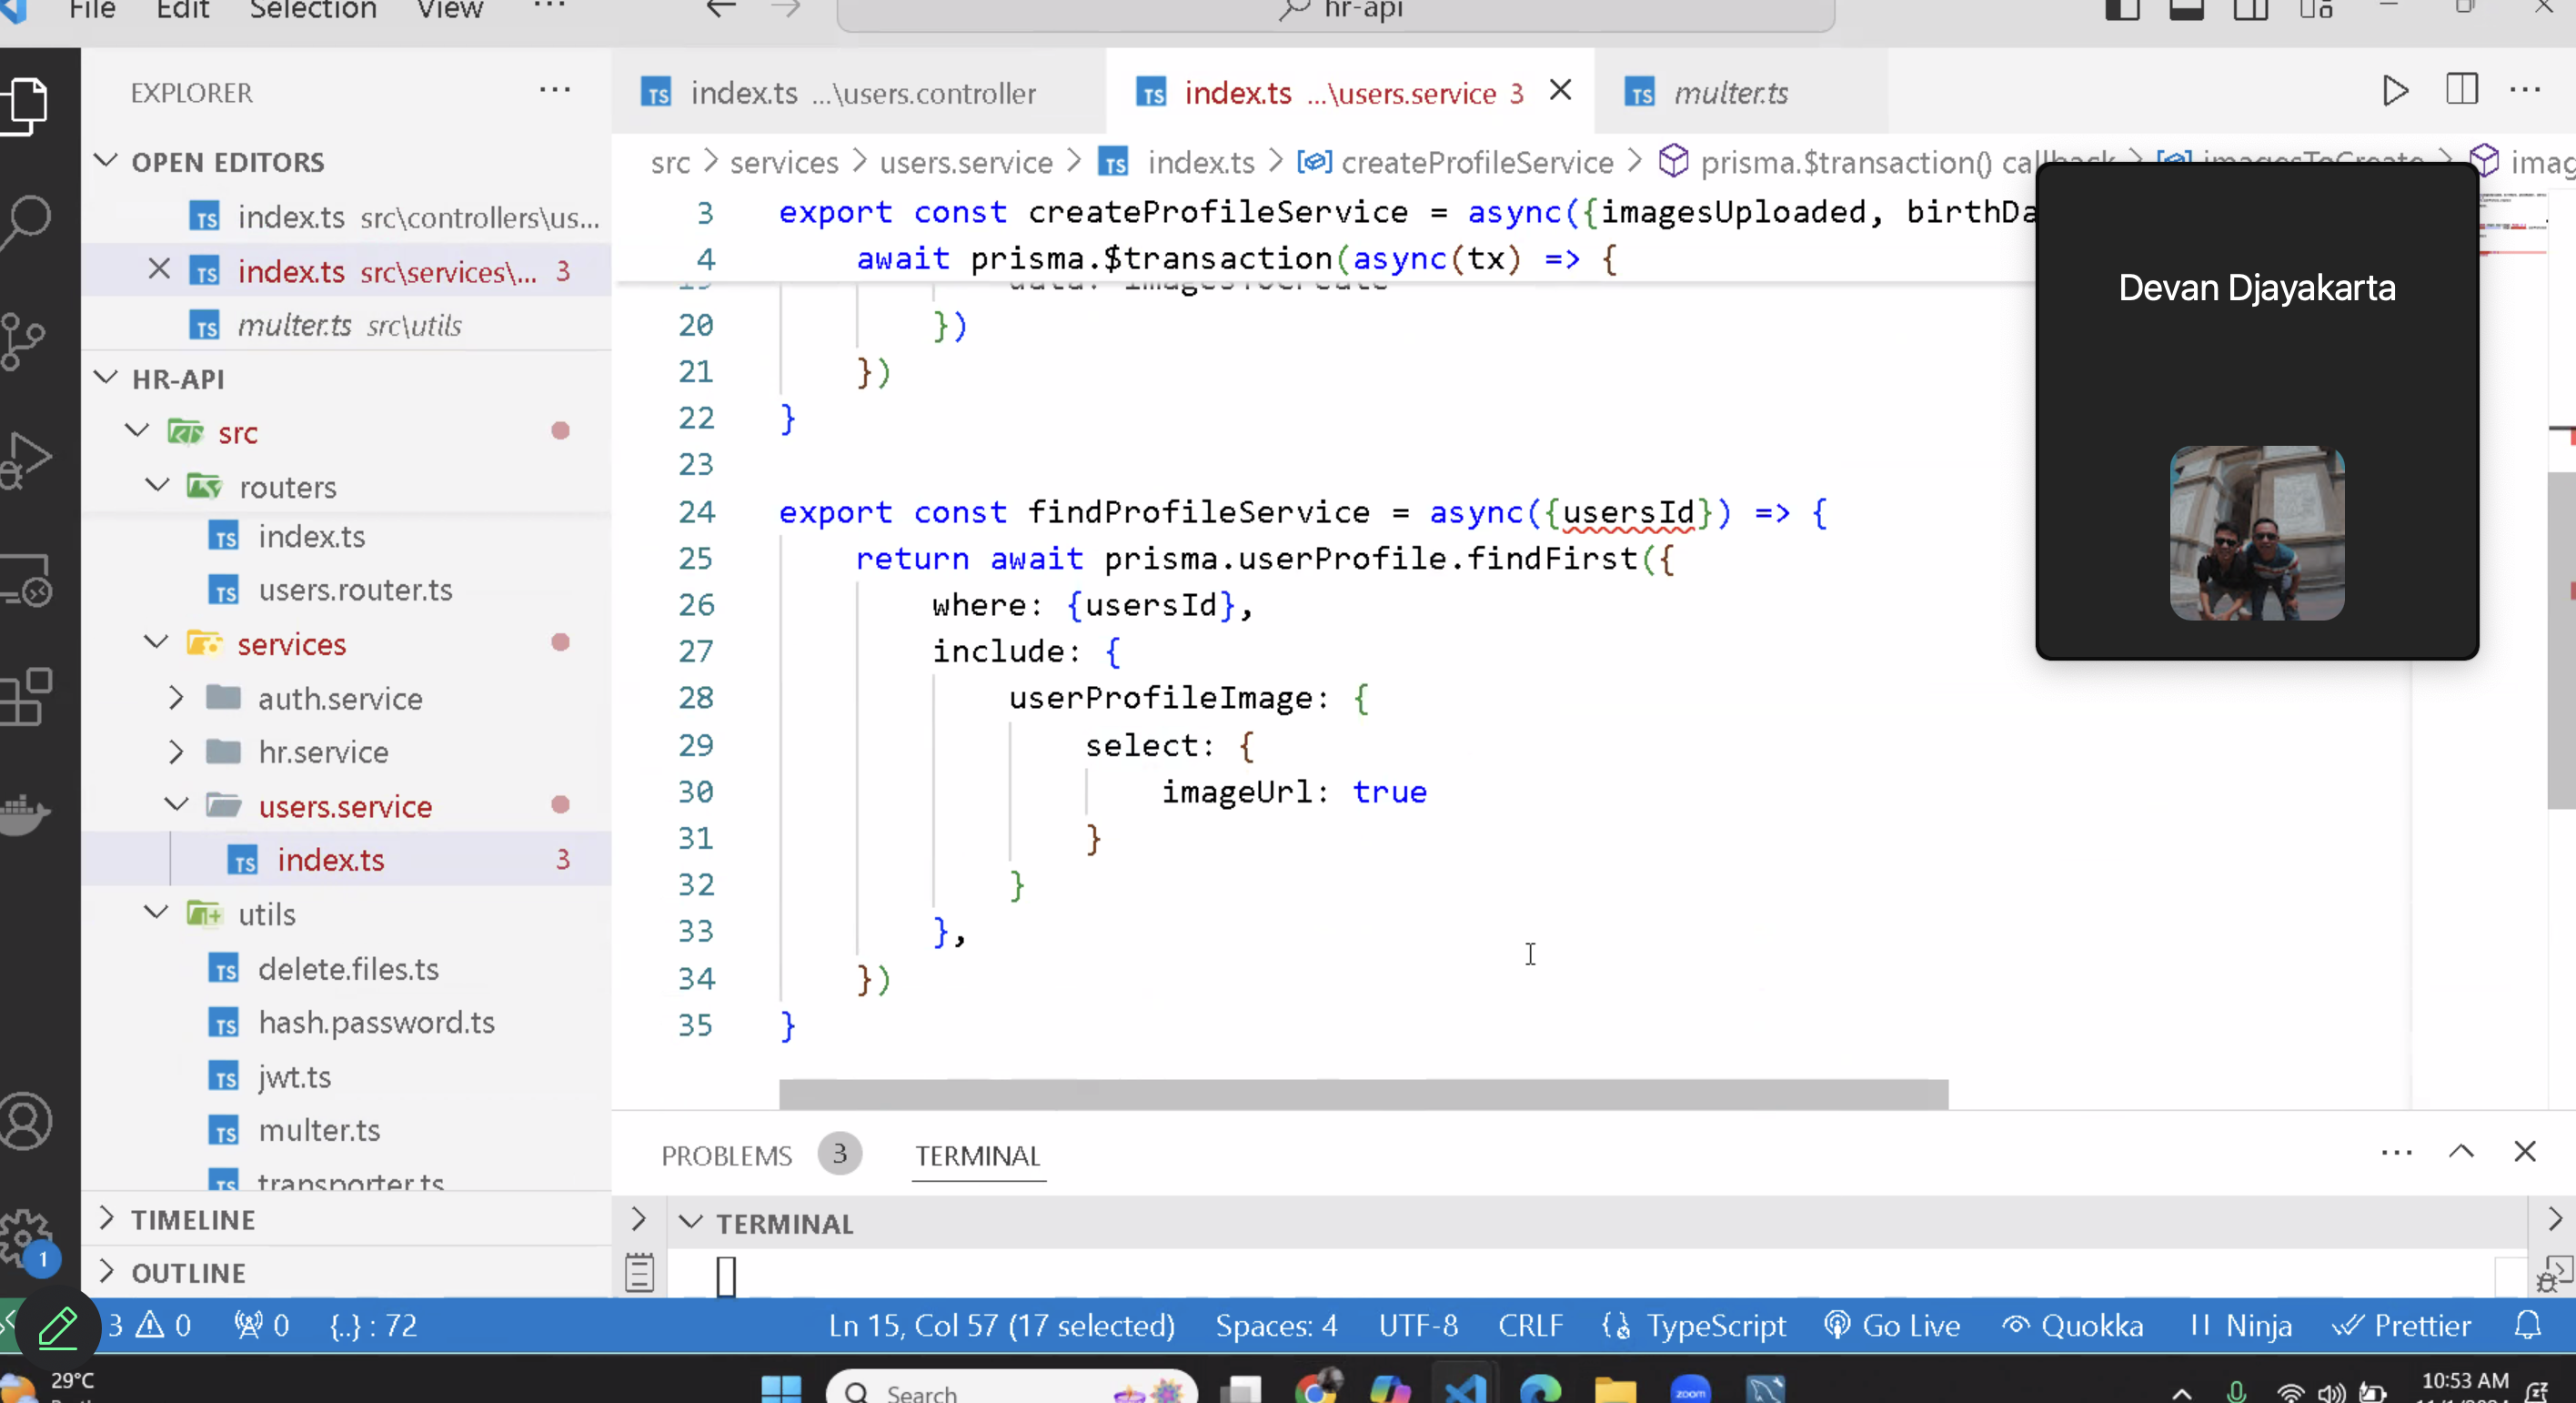 File Edit Selection View ...
hr-api
EXPLORER
OPEN EDITORS
index.ts src\controllers\us...
index.ts src\services\... 3
multer.ts src\utils
HR-API
src
routers
index.ts
users.router.ts
services
auth.service
hr.service
users.service
index.ts 3
utils
delete.files.ts
hash.password.ts
jwt.ts
multer.ts
transporter.ts
TIMELINE
OUTLINE
index.ts ...\users.controller
index.ts ...\users.service 3
multer.ts
src > services > users.service > index.ts > createProfileService > prisma.$transaction() callback > imagesToCreate >
3 export const createProfileService = async({imagesUploaded, birthDa
4 await prisma.$transaction(async(tx) => {
19 data: imagesToCreate
20 })
21 })
22 }
23
24 export const findProfileService = async({usersId}) => {
25 return await prisma.userProfile.findFirst({
26 where: {usersId},
27 include: {
28 userProfileImage: {
29 select: {
30 imageUrl: true
31 }
32 }
33 },
34 })
35 }
Devan Djayakarta
PROBLEMS 3 TERMINAL
TERMINAL
1
3 0 0 {..} : 72 Ln 15, Col 57 (17 selected) Spaces: 4 UTF-8 CRLF TypeScript Go Live Quokka Ninja Prettier
29°C
Search
zoom
10:53 AM